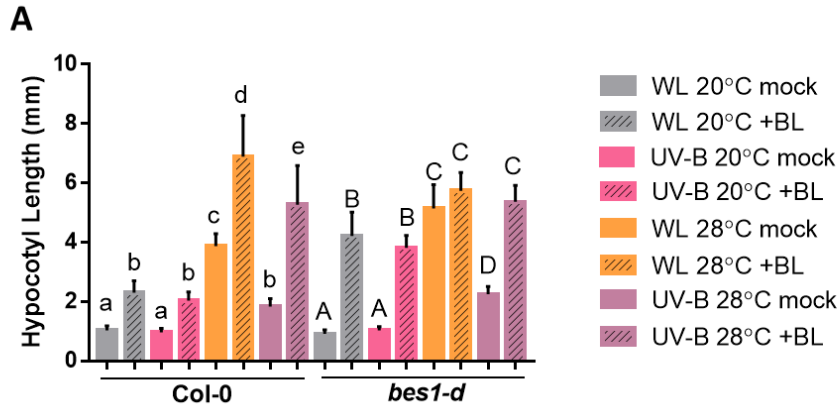 A
Hypocotyl Length (mm)
10
8
6
4
2
0
a
b
a
b
c
d
b
e
A
B
A
B
C
C
D
C
Col-0
bes1-d
WL 20°C mock
WL 20°C +BL
UV-B 20°C mock
UV-B 20°C +BL
WL 28°C mock
WL 28°C +BL
UV-B 28°C mock
UV-B 28°C +BL